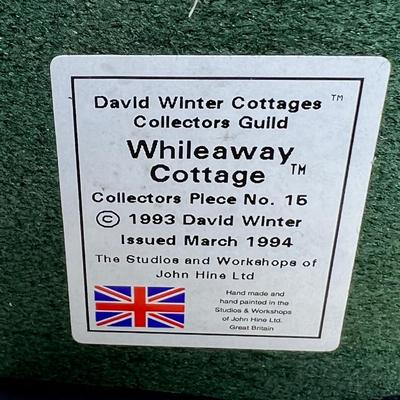 David Winter Cottages ™
Collectors Guild
Whileaway
Cottage ™
Collectors Piece No. 15
© 1993 David Winter
Issued March 1994
The Studios and Workshops of
John Hine Ltd
Hand made and
hand painted in the
Studios & Workshops
of John Hine Ltd.
Great Britain